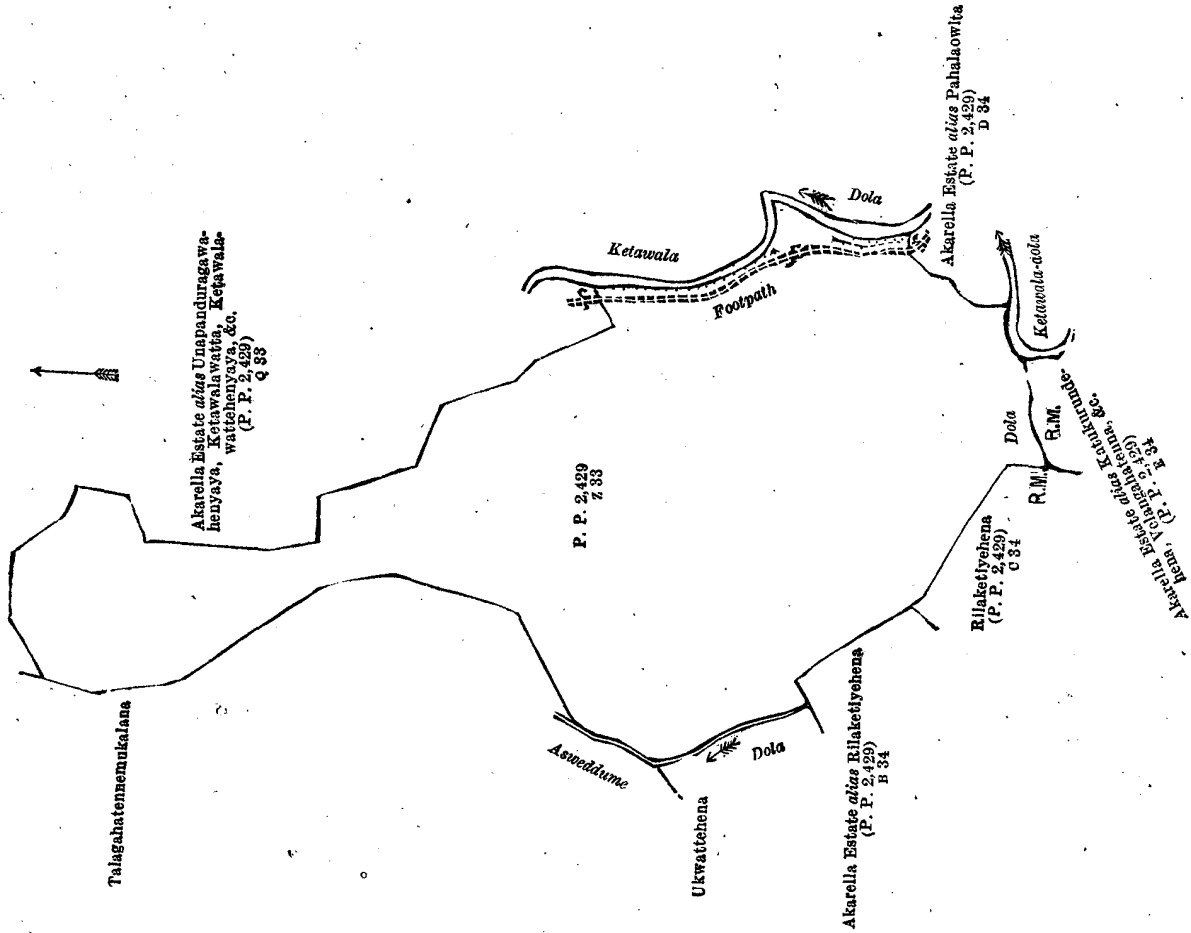 Talagahatennemukalana
Akarella Estate alias Unapanduragawa-
henyaya, Ketawalawatta, Ketawala-
wattehenyaya, &c.
(P. P. 2,429)
Q 33
Ketawala
Dola
Footpath
Akarella Estate alias Pahalaowita
(P. P. 2,429)
D 34
P. P. 2,429
Z 33
Asweddume
Dola
Ukwattehena
Akarella Estate alias Rilaketiyehena
(P. P. 2,429)
B 34
Rilaketiyehena
(P. P. 2,429)
C 34
Dola
R.M.
R.M.
Ketawala-dola
Akarella Estate alias Katukurunde-
hena, Velangahatenna, &c.
(P. P. 2,429)
E 34